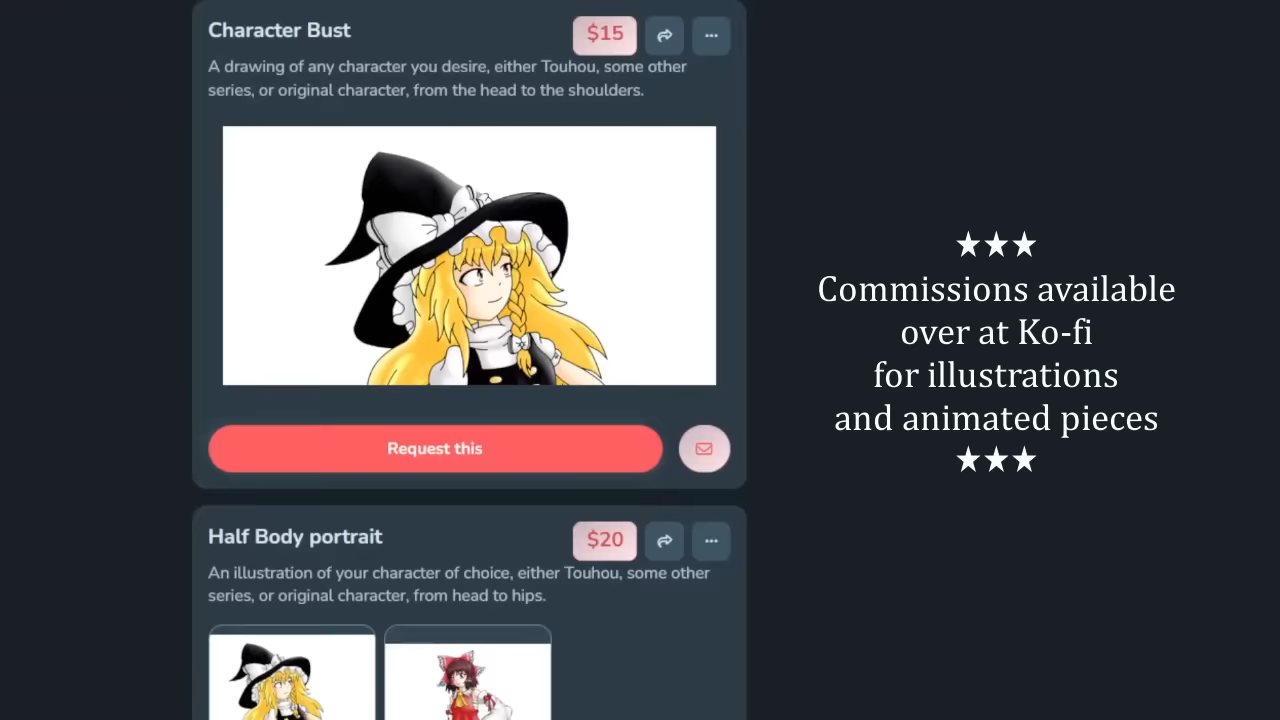 Character Bust
$15
A drawing of any character you desire, either Touhou, some other
series, or original character, from the head to the shoulders.
Request this
★★★
Commissions available
over at Ko-fi
for illustrations
and animated pieces
★★★
Half Body portrait
$20
An illustration of your character of choice, either Touhou, some other
series, or original character, from head to hips.